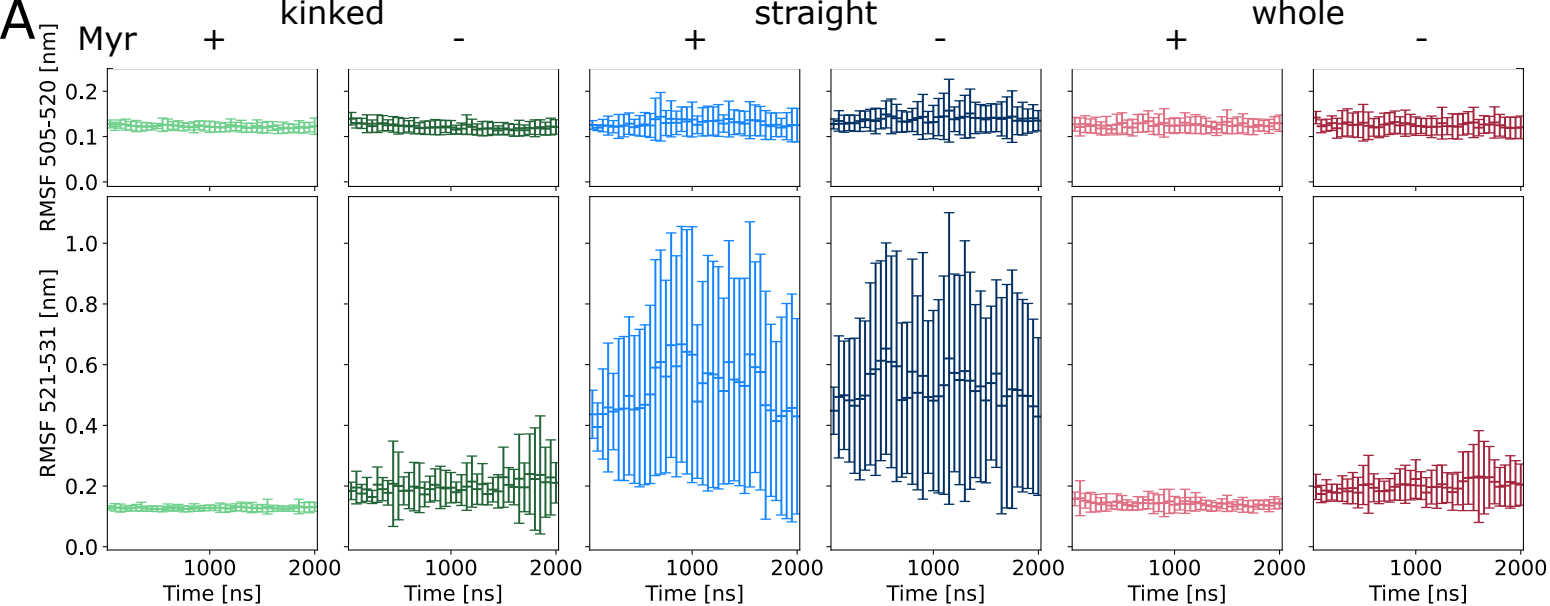 A
kinked straight whole
Myr + - + - + -
RMSF 505-520 [nm]
0.2
0.1
0.0
RMSF 521-531 [nm]
1.0
0.8
0.6
0.4
0.2
0.0
1000 2000 1000 2000 1000 2000 1000 2000 1000 2000 1000 2000
Time [ns] Time [ns] Time [ns] Time [ns] Time [ns] Time [ns]